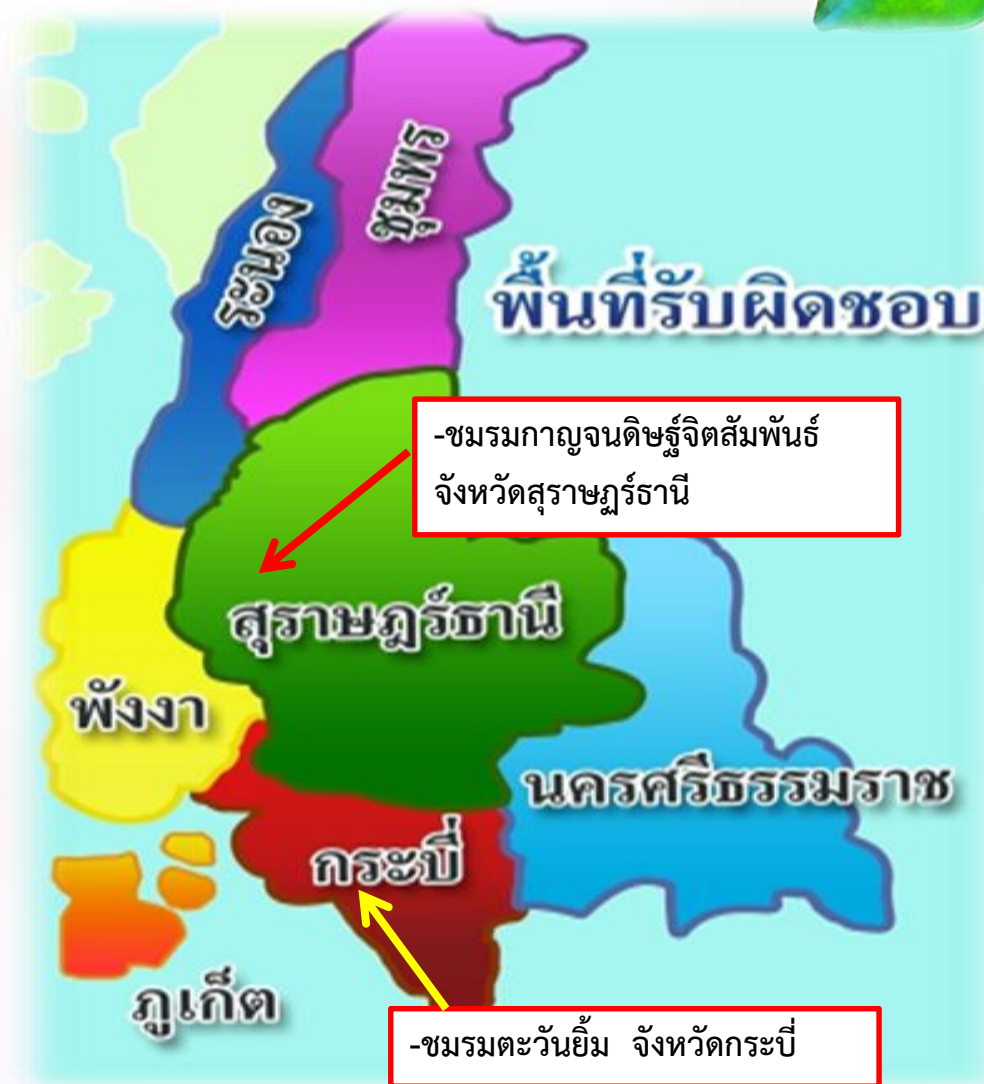 ชุมพร
ระนอง
พื้นที่รับผิดชอบ
-ชมรมกาญจนดิษฐ์จิตสัมพันธ์
จังหวัดสุราษฏร์ธานี
สุราษฎร์ธานี
พังงา
นครศรีธรรมราช
กระบี่
ภูเก็ต
-ชมรมตะวันยิ้ม จังหวัดกระบี่